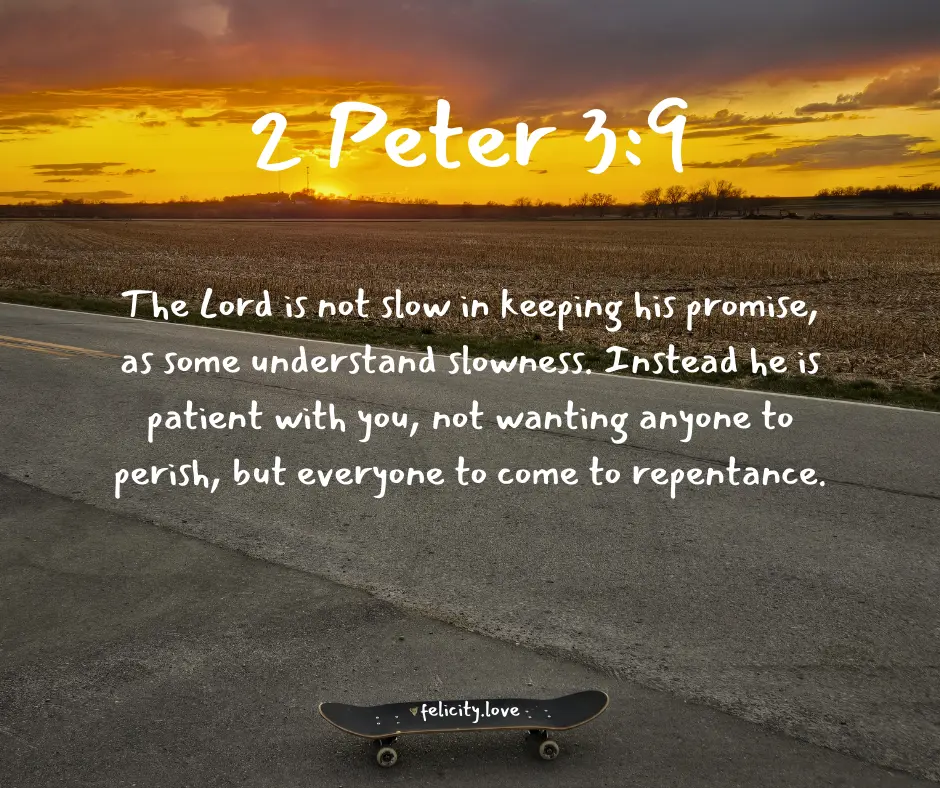 2 Peter 3:9
The Lord is not slow in keeping his promise,
as some understand slowness. Instead he is
patient with you, not wanting anyone to
perish, but everyone to come to repentance.
felicity.love